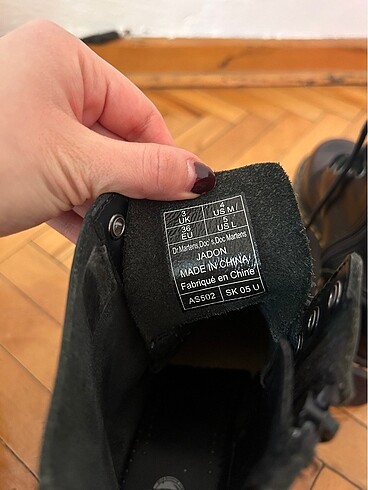 3 UK 4 US M
36 EU 5 US L
Dr.Martens,Doc's,Doc Martens
JADON
MADE IN CHINA
Fabriqué en Chine
AS502 SK 05 U